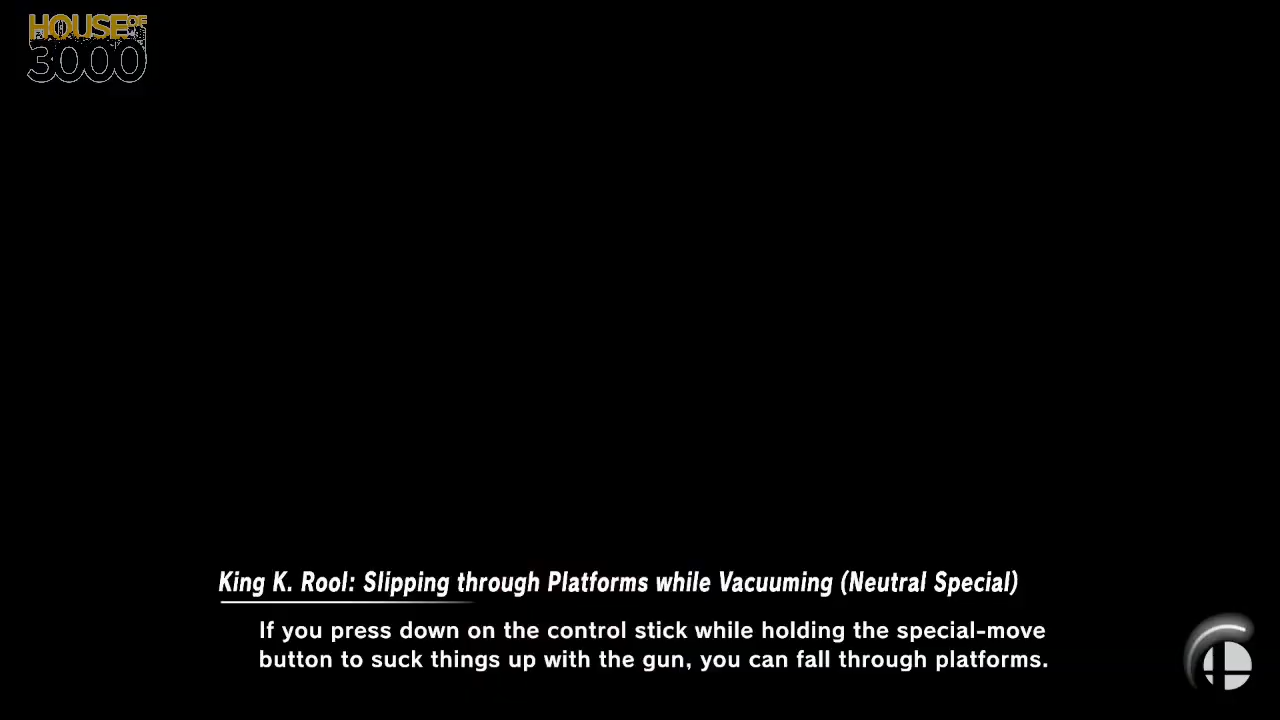 HOUSE OF
3000
King K. Rool: Slipping through Platforms while Vacuuming (Neutral Special)
If you press down on the control stick while holding the special-move
button to suck things up with the gun, you can fall through platforms.